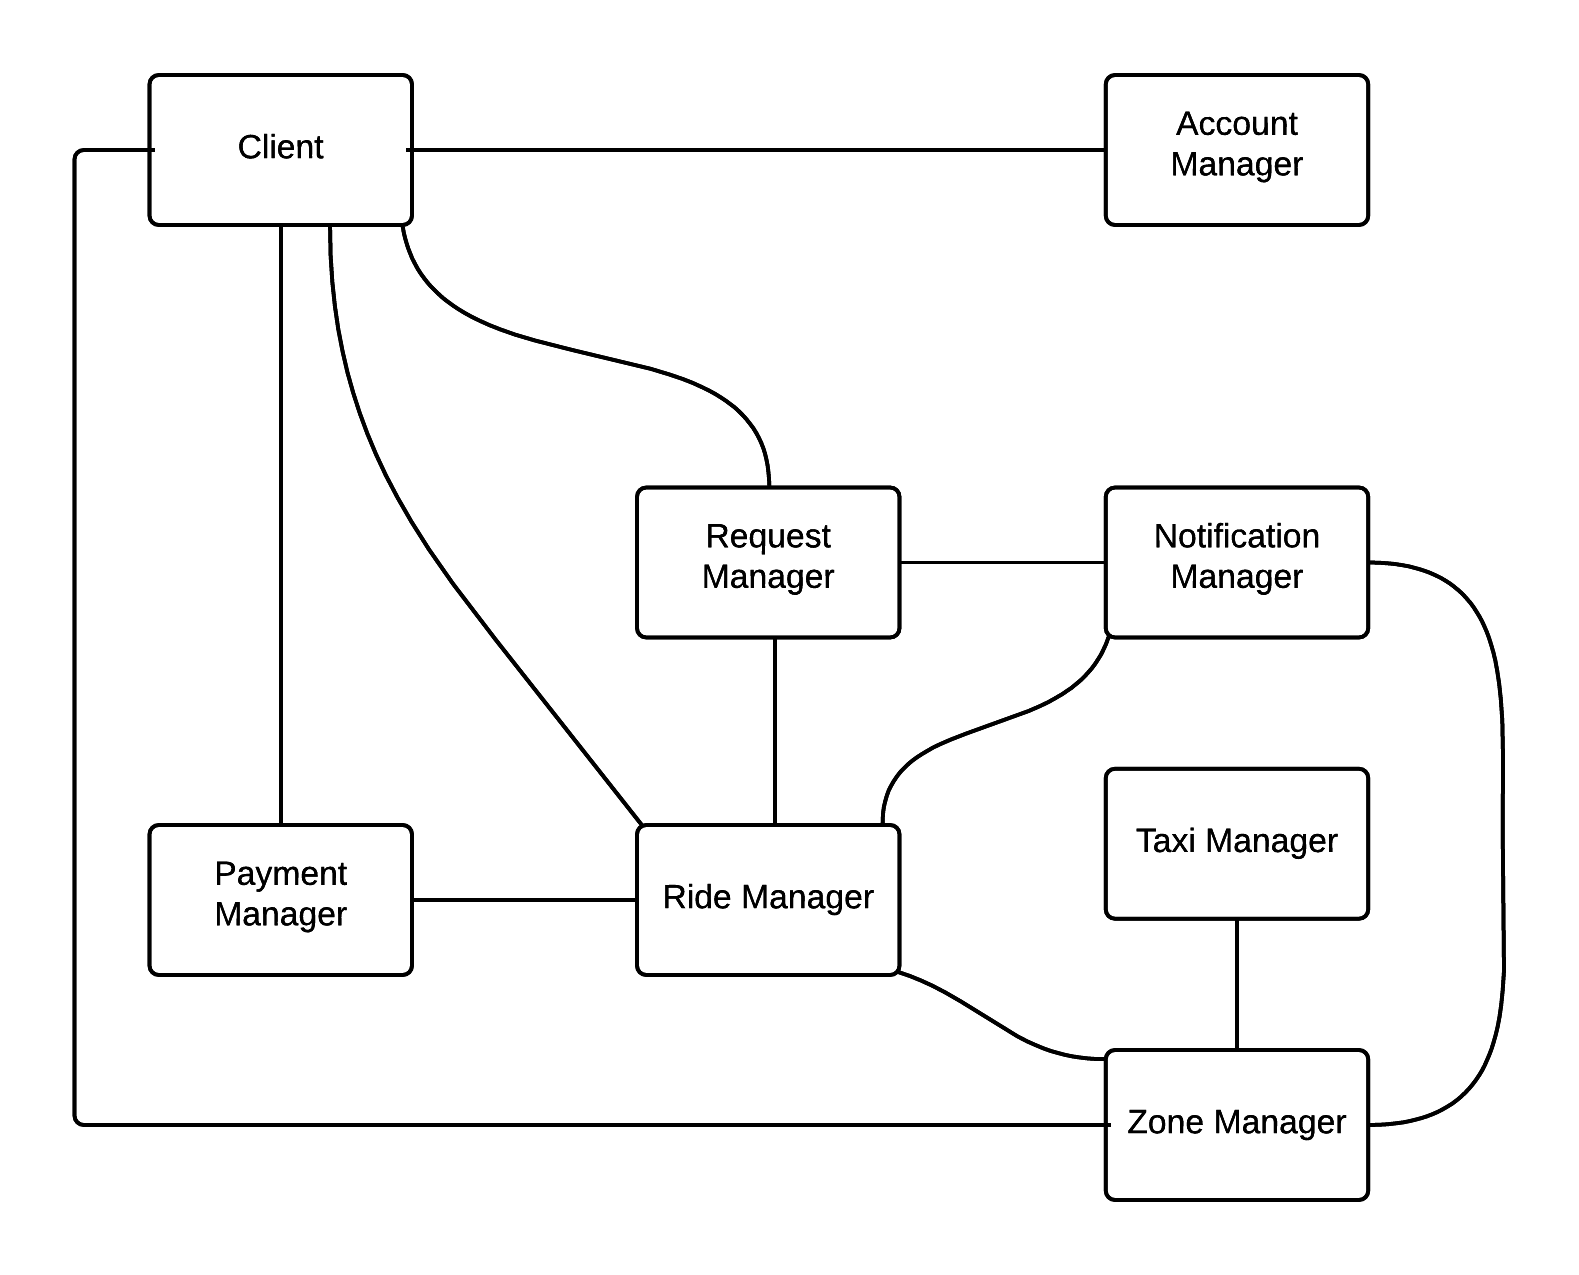 Client
Account
Manager
Request
Manager
Notification
Manager
Taxi Manager
Payment
Manager
Ride Manager
Zone Manager